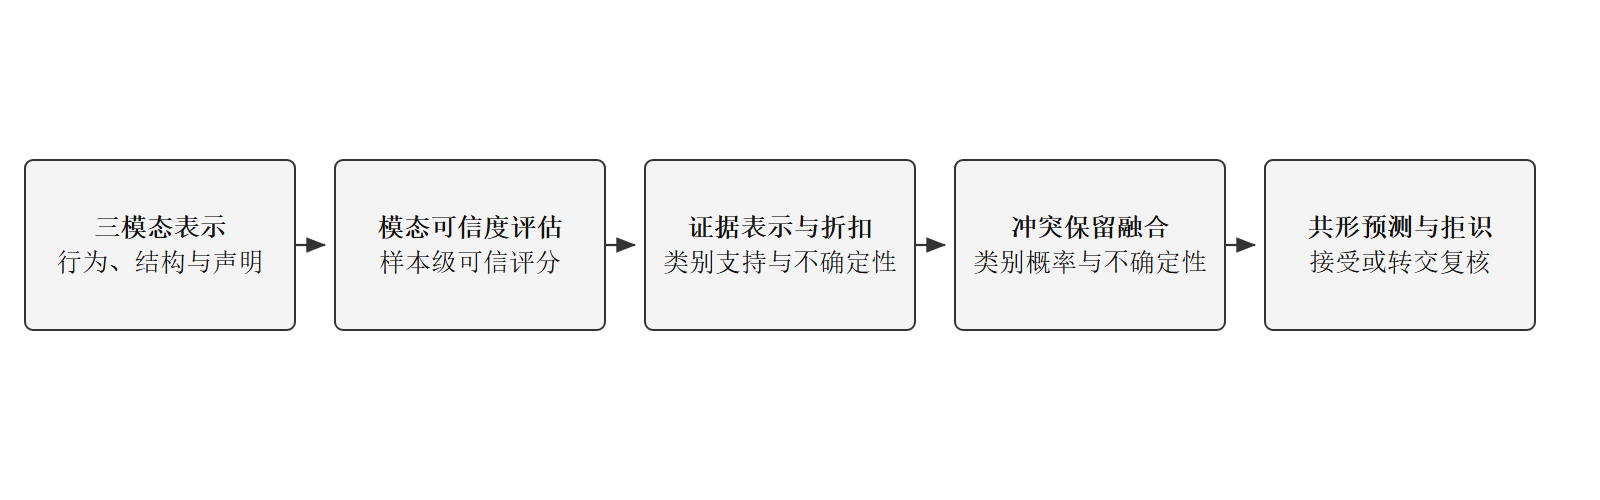 三模态表示
行为、结构与声明
模态可信度评估
样本级可信评分
证据表示与折扣
类别支持与不确定性
冲突保留融合
类别概率与不确定性
共形预测与拒识
接受或转交复核